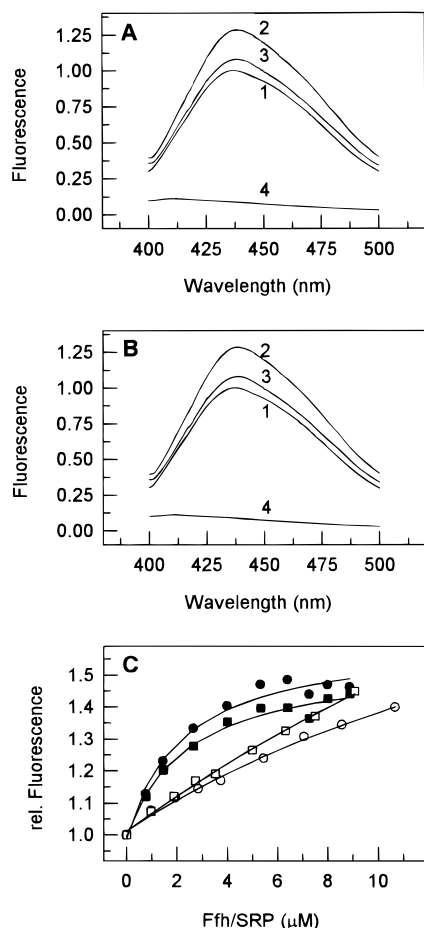 A
Fluorescence
1.25
1.00
0.75
0.50
0.25
0.00
2
3
1
4
400 425 450 475 500
Wavelength (nm)
B
Fluorescence
1.25
1.00
0.75
0.50
0.25
0.00
2
3
1
4
400 425 450 475 500
Wavelength (nm)
C
rel. Fluorescence
1.5
1.4
1.3
1.2
1.1
1.0
0 2 4 6 8 10
Ffh/SRP (μM)